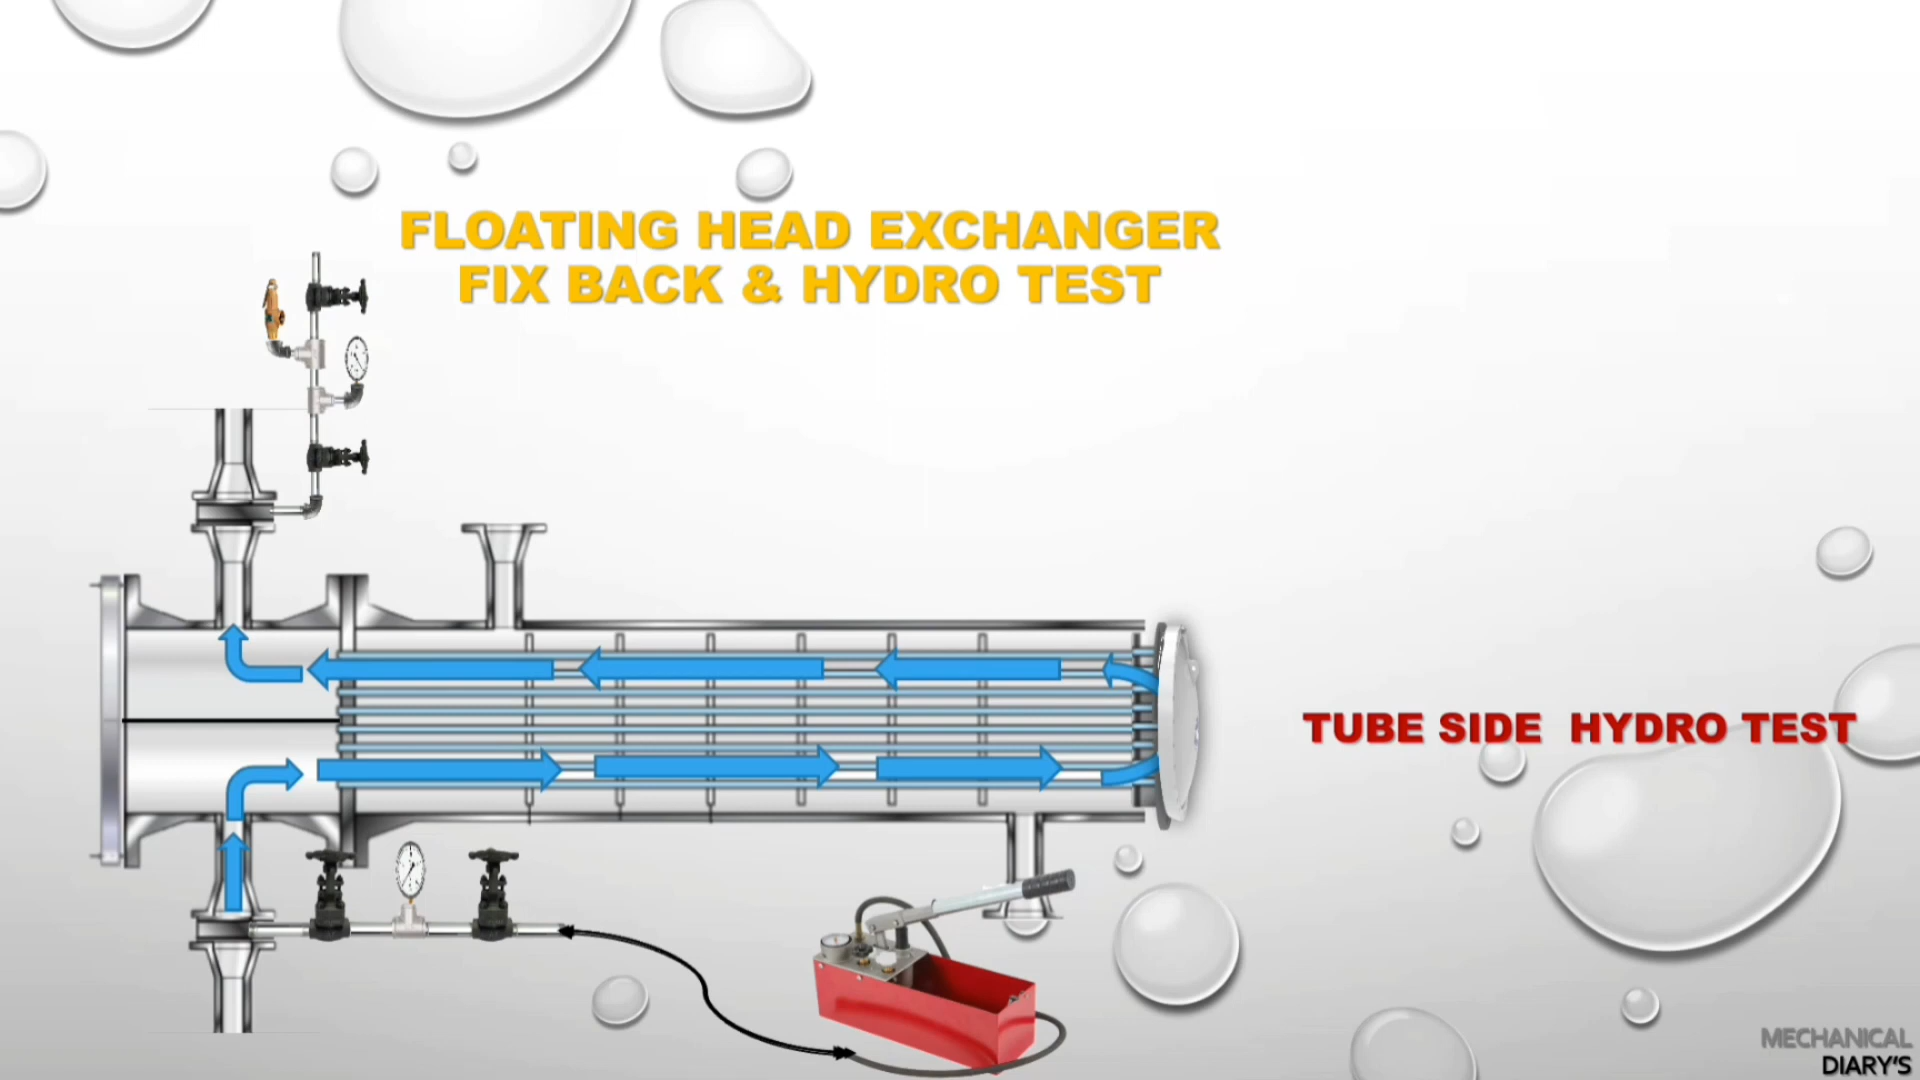 FLOATING HEAD EXCHANGER
FIX BACK & HYDRO TEST
TUBE SIDE HYDRO TEST
MECHANICAL
DIARY'S